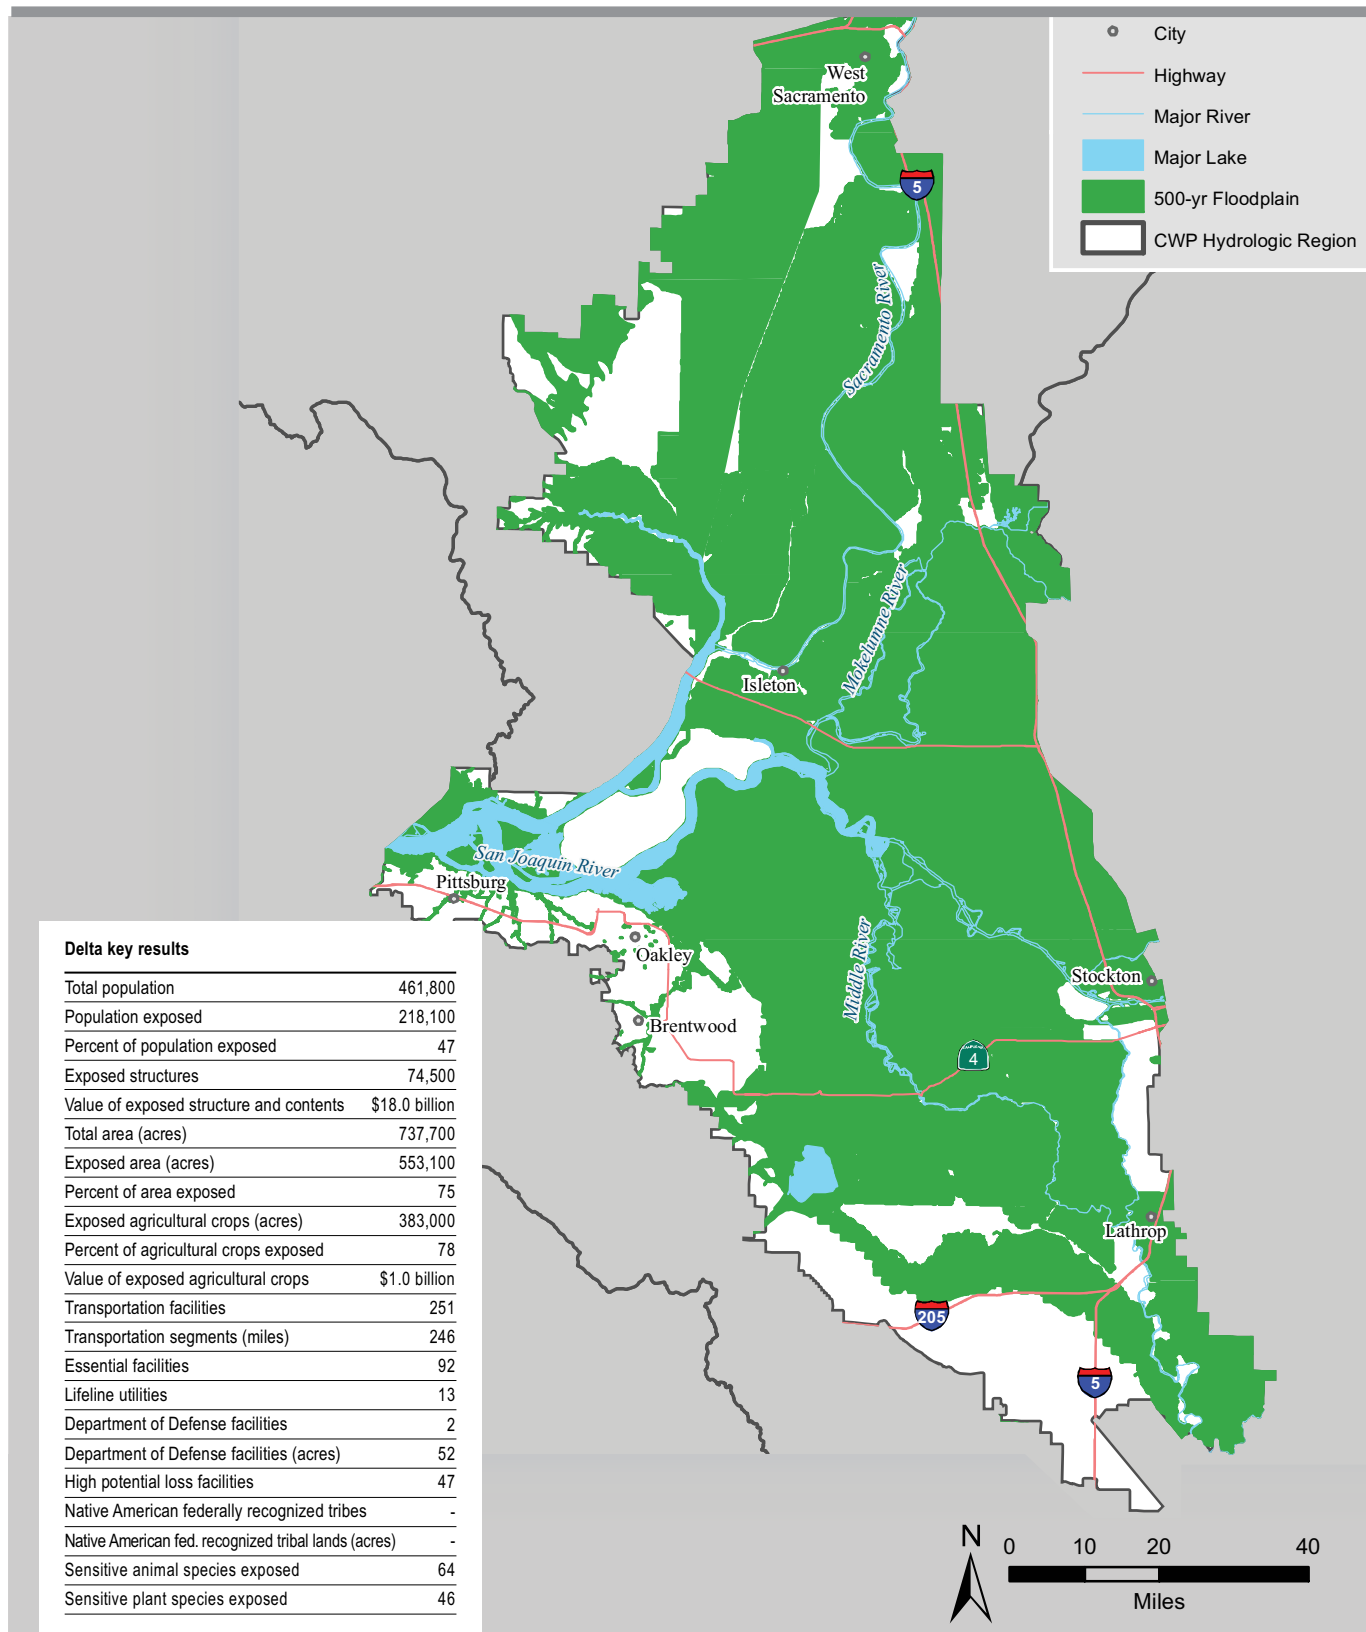 City
Highway
Major River
Major Lake
500-yr Floodplain
CWP Hydrologic Region
West
Sacramento
5
Sacramento River
Mokelumne River
Isleton
San Joaquin River
Pittsburg
Oakley
Brentwood
Middle River
Stockton
4
Lathrop
205
5
Delta key results
Total population 461,800
Population exposed 218,100
Percent of population exposed 47
Exposed structures 74,500
Value of exposed structure and contents $18.0 billion
Total area (acres) 737,700
Exposed area (acres) 553,100
Percent of area exposed 75
Exposed agricultural crops (acres) 383,000
Percent of agricultural crops exposed 78
Value of exposed agricultural crops $1.0 billion
Transportation facilities 251
Transportation segments (miles) 246
Essential facilities 92
Lifeline utilities 13
Department of Defense facilities 2
Department of Defense facilities (acres) 52
High potential loss facilities 47
Native American federally recognized tribes -
Native American fed. recognized tribal lands (acres) -
Sensitive animal species exposed 64
Sensitive plant species exposed 46
N
0 10 20 40
Miles